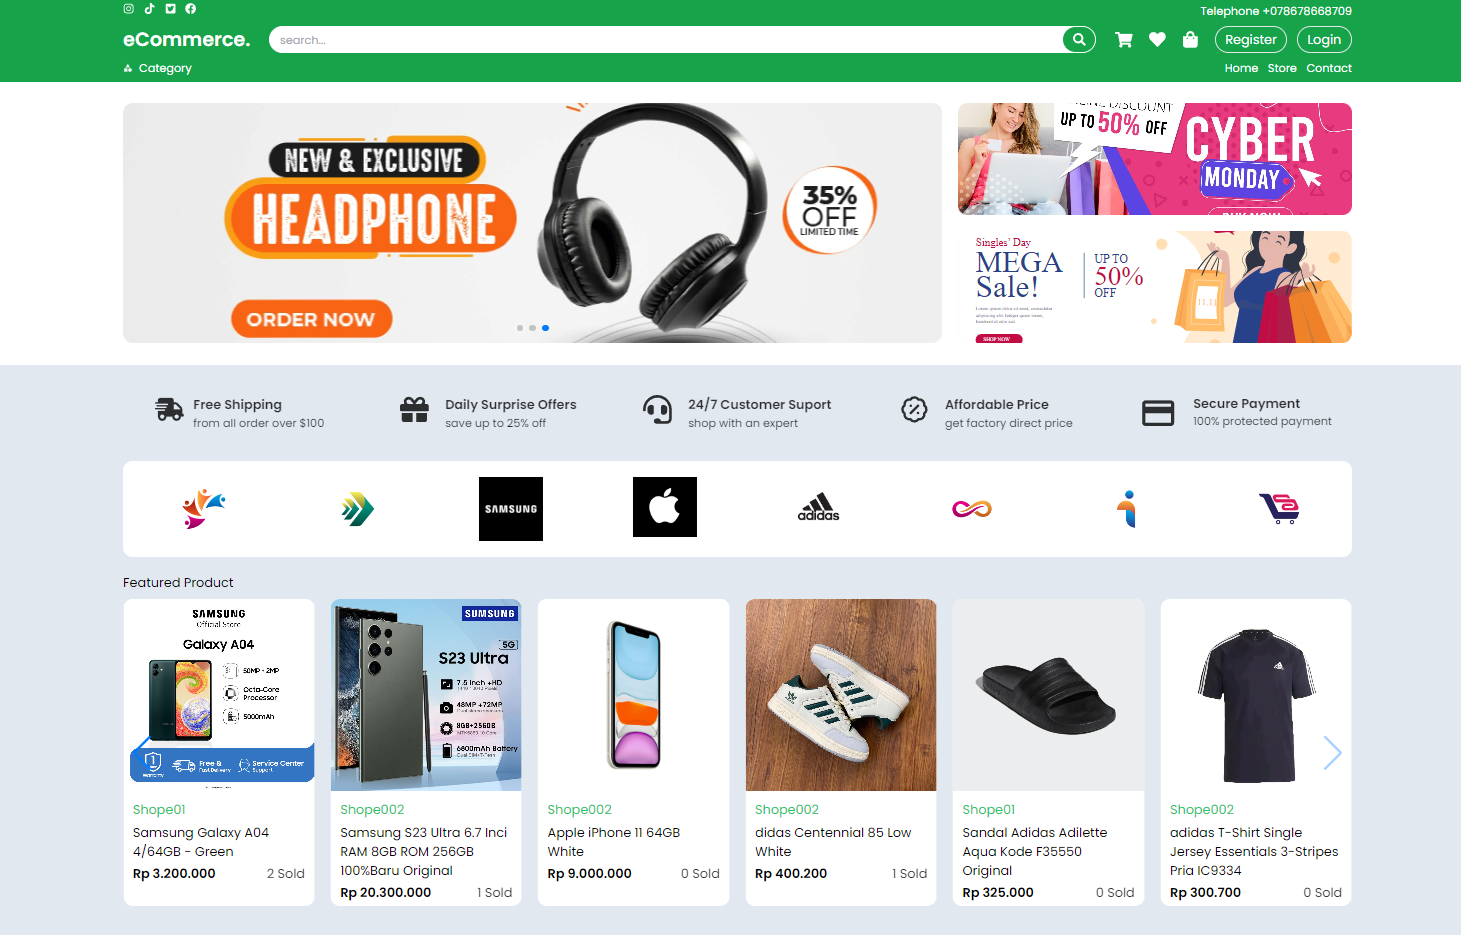 Telephone +078678668709
eCommerce.
search...
Register
Login
Category
Home Store Contact
NEW & EXCLUSIVE
HEADPHONE
35%
OFF
LIMITED TIME
ORDER NOW
DISCOUNT
UP TO 50% OFF
CYBER
MONDAY
BUY NOW
Singles' Day
MEGA
Sale!
UP TO
50%
OFF
11.11
SHOP NOW
Free Shipping
from all order over $100
Daily Surprise Offers
save up to 25% off
24/7 Customer Suport
shop with an expert
Affordable Price
get factory direct price
Secure Payment
100% protected payment
SAMSUNG
adidas
Featured Product
SAMSUNG
Official Store
Galaxy A04
50MP - 2MP
Octa-Core
Processor
5000mAh
1
Warranty
Free &
Fast Delivery
Service Center
Support
Shope01
Samsung Galaxy A04
4/64GB - Green
Rp 3.200.000
2 Sold
SUMSUNG
5G
S23 Ultra
7.5 inch +HD
48MP +72MP
8GB+256GB
6800mAh Battery
Shope002
Samsung S23 Ultra 6.7 Inci
RAM 8GB ROM 256GB
100%Baru Original
Rp 20.300.000
1 Sold
Shope002
Apple iPhone 11 64GB
White
Rp 9.000.000
0 Sold
Shope002
didas Centennial 85 Low
White
Rp 400.200
1 Sold
Shope01
Sandal Adidas Adilette
Aqua Kode F35550
Original
Rp 325.000
0 Sold
Shope002
adidas T-Shirt Single
Jersey Essentials 3-Stripes
Pria IC9334
Rp 300.700
0 Sold